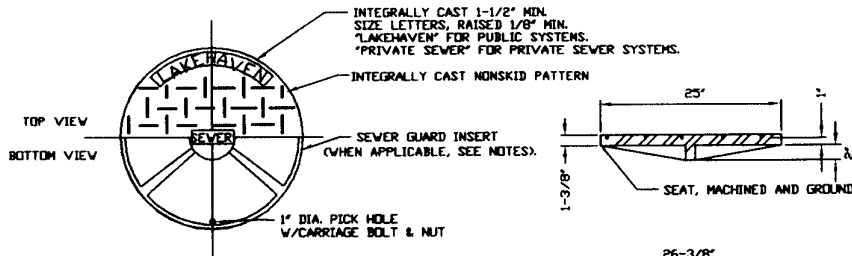 INTEGRALLY CAST 1-1/2" MIN.
SIZE LETTERS, RAISED 1/8" MIN.
"LAKEHAVEN" FOR PUBLIC SYSTEMS.
"PRIVATE SEWER" FOR PRIVATE SEWER SYSTEMS.
LAKEHAVEN
INTEGRALLY CAST NONSKID PATTERN
TOP VIEW
BOTTOM VIEW
SEWER
SEWER GUARD INSERT
(WHEN APPLICABLE, SEE NOTES).
1" DIA. PICK HOLE
W/CARRIAGE BOLT & NUT
25"
1"
2"
1-3/8"
SEAT, MACHINED AND GROUND
26-3/8"